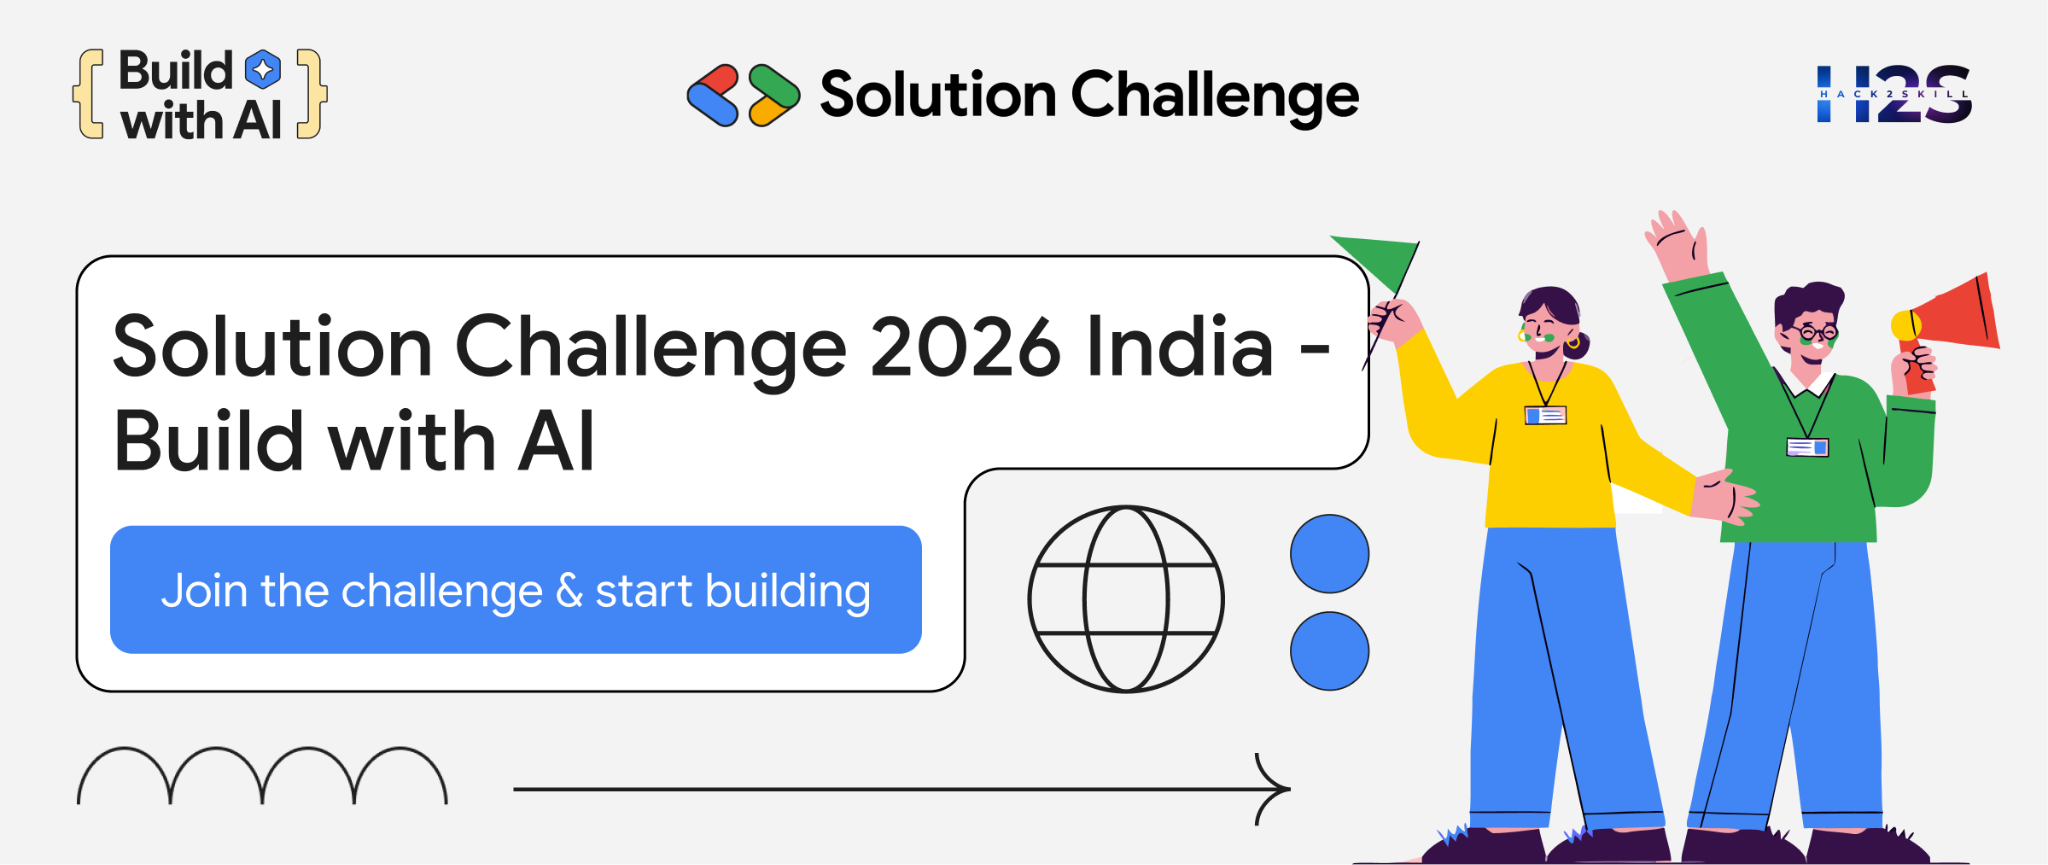 Build
with AI
Solution Challenge
H2S
HACK2SKILL
Solution Challenge 2026 India -
Build with AI
Join the challenge & start building